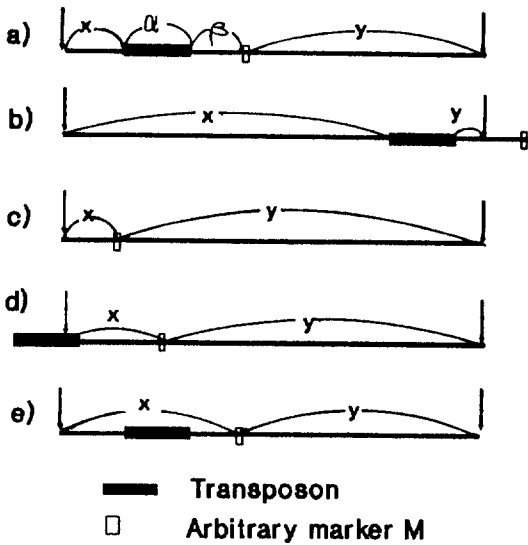 a) x α β y
b) x y
c) x y
d) x y
e) x y
Transposon
Arbitrary marker M